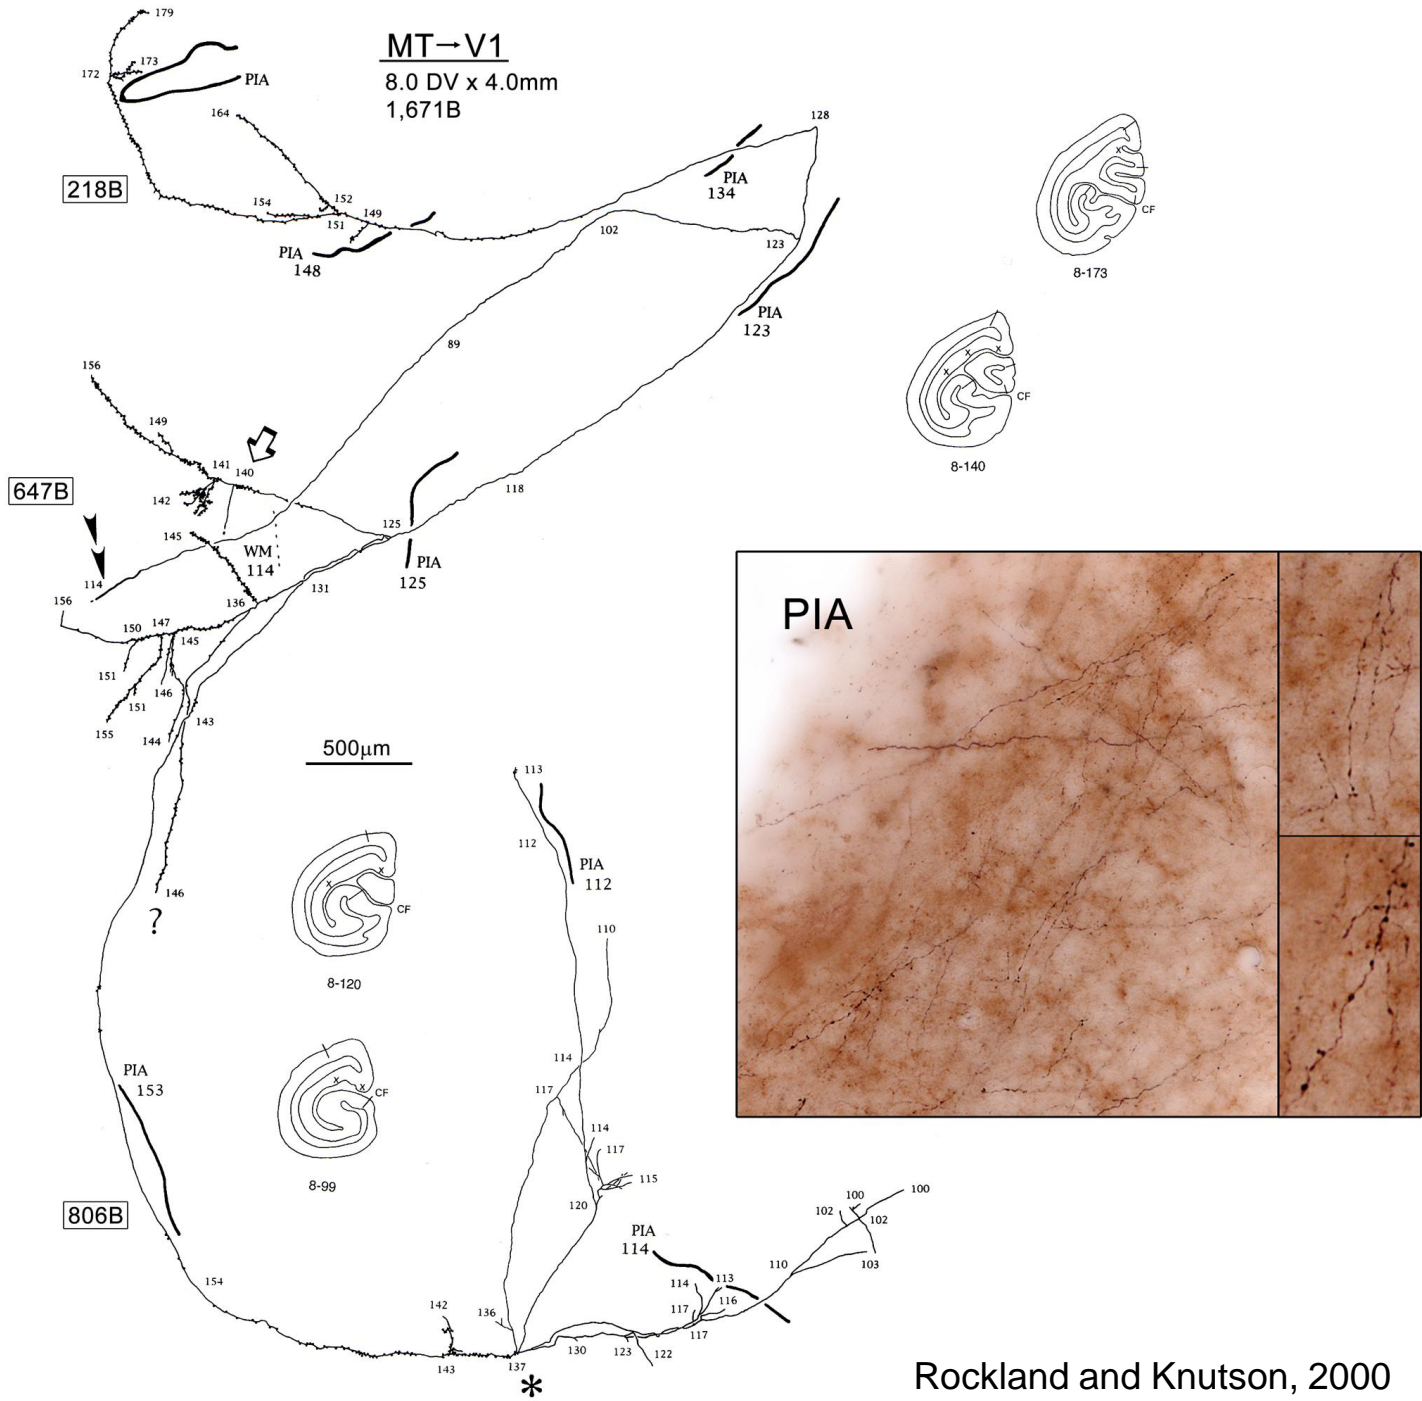 179
MT→V1
173
172
PIA
8.0 DV x 4.0mm
164
1,671B
128
x
134
PIA
218B
154
152
151
149
102
123
CF
PIA
148
8-173
PIA
123
89
156
x
x
x
CF
149
141
140
8-140
142
118
647B
125
145
WM
114
PIA
125
114
131
156
136
150
147
145
PIA
151
146
151
143
155
144
500µm
113
112
PIA
112
x
x
146
CF
?
110
8-120
114
PIA
153
x
x
CF
117
114
117
115
8-99
120
100
100
102
102
806B
PIA
114
110
103
154
114
113
142
136
117
116
117
143
137
130
123
122
*
Rockland and Knutson, 2000